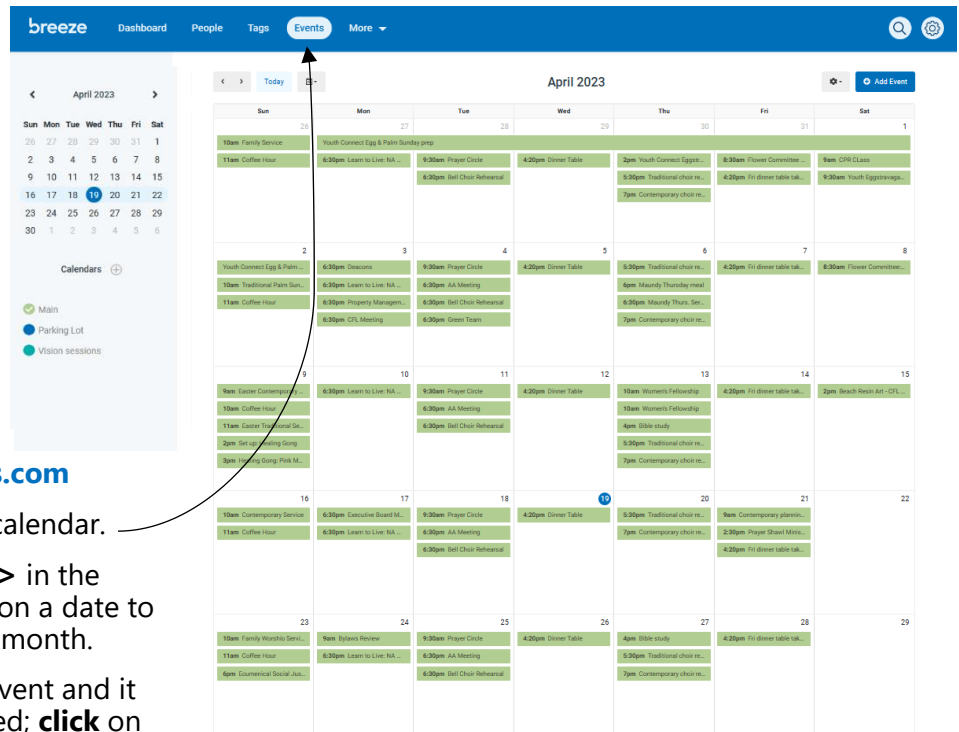 breeze Dashboard People Tags Events More
April 2023
Sun Mon Tue Wed Thu Fri Sat
26 27 28 29 30 31 1
2 3 4 5 6 7 8
9 10 11 12 13 14 15
16 17 18 19 20 21 22
23 24 25 26 27 28 29
30 1 2 3 4 5 6
Calendars
Main
Parking Lot
Vision sessions
< > Today April 2023 Add Event
Sun Mon Tue Wed Thu Fri Sat
26 27 28 29 30 31 1
10am Family Service Youth Connect Egg & Palm Sunday prep
11am Coffee Hour 6:30pm Learn to Live: NA ... 9:30am Prayer Circle 4:20pm Dinner Table 2pm Youth Connect Eggstr... 8:30am Flower Committee ... 9am CPR CLass
6:30pm Bell Choir Rehearsal 5:30pm Traditional choir re... 4:20pm Fri dinner table tak... 9:30am Youth Eggstravaga...
7pm Contemporary choir re...
2 3 4 5 6 7 8
Youth Connect Egg & Palm ... 6:30pm Deacons 9:30am Prayer Circle 4:20pm Dinner Table 5:30pm Traditional choir re... 4:20pm Fri dinner table tak... 8:30am Flower Committee...
10am Traditional Palm Sun... 6:30pm Learn to Live: NA ... 6:30pm AA Meeting 6pm Maundy Thursday meal
11am Coffee Hour 6:30pm Property Managem... 6:30pm Bell Choir Rehearsal 6:30pm Maundy Thurs. Ser...
6:30pm CFL Meeting 6:30pm Green Team 7pm Contemporary choir re...
9 10 11 12 13 14 15
9am Easter Contemporary ... 6:30pm Learn to Live: NA ... 9:30am Prayer Circle 4:20pm Dinner Table 10am Women's Fellowship 4:20pm Fri dinner table tak... 2pm Beach Resin Art - CFL ...
10am Coffee Hour 6:30pm AA Meeting 10am Women's Fellowship
11am Easter Traditional Se... 6:30pm Bell Choir Rehearsal 4pm Bible study
2pm Set up: Healing Gong 5:30pm Traditional choir re...
3pm Healing Gong: Pink M... 7pm Contemporary choir re...
16 17 18 19 20 21 22
10am Contemporary Service 6:30pm Executive Board M... 9:30am Prayer Circle 4:20pm Dinner Table 5:30pm Traditional choir re... 9am Contemporary plannin...
11am Coffee Hour 6:30pm Learn to Live: NA ... 6:30pm AA Meeting 7pm Contemporary choir re... 2:30pm Prayer Shawl Minis...
6:30pm Bell Choir Rehearsal 4:20pm Fri dinner table tak...
23 24 25 26 27 28 29
10am Family Worship Servi... 9am Bylaws Review 9:30am Prayer Circle 4:20pm Dinner Table 4pm Bible study 4:20pm Fri dinner table tak...
11am Coffee Hour 6:30pm Learn to Live: NA ... 6:30pm AA Meeting 5:30pm Traditional choir re...
6pm Ecumerical Social Jus... 6:30pm Bell Choir Rehearsal 7pm Contemporary choir re...
s.com
calendar.
> in the
on a date to
month.
vent and it
ed; click on